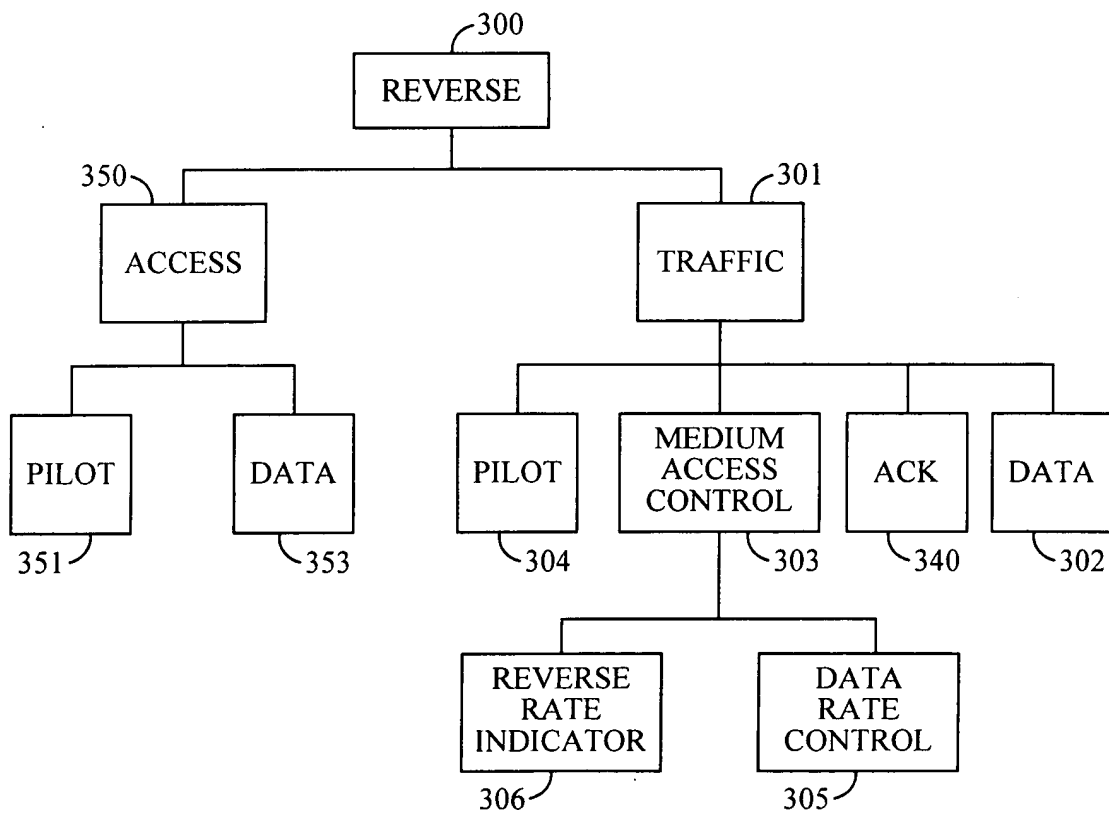 300
REVERSE
350
301
ACCESS
TRAFFIC
PILOT
DATA
PILOT
MEDIUM
ACCESS
CONTROL
ACK
DATA
351
353
304
303
340
302
REVERSE
RATE
INDICATOR
DATA
RATE
CONTROL
306
305